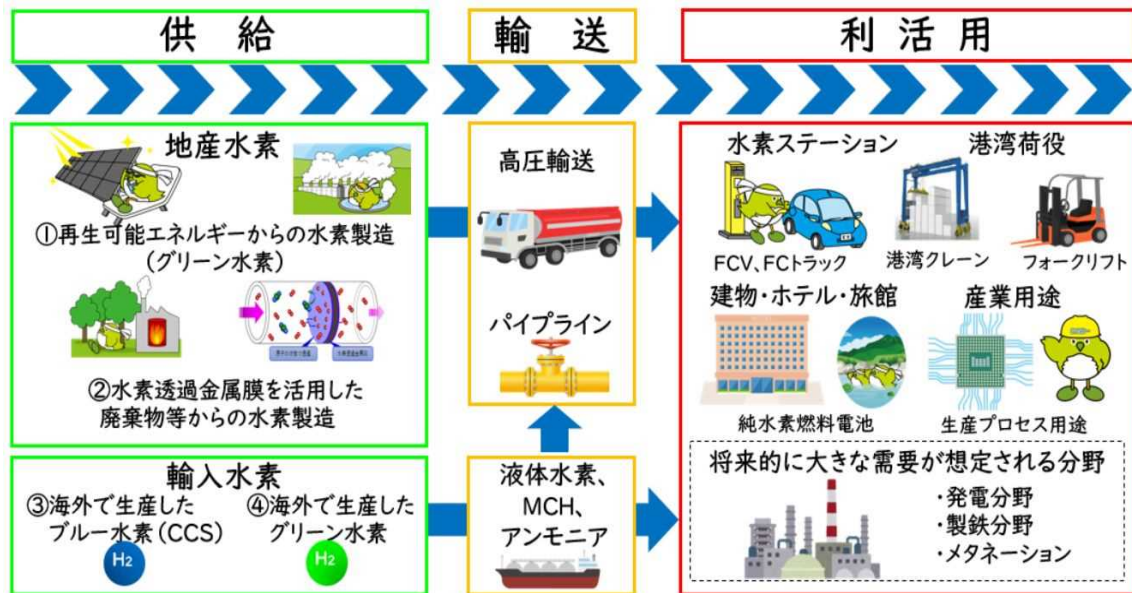 供 給
輸 送
利 活 用
地産水素
①再生可能エネルギーからの水素製造
(グリーン水素)
②水素透過金属膜を活用した
廃棄物等からの水素製造
輸入水素
③海外で生産した
ブルー水素(CCS)
H2
④海外で生産した
グリーン水素
H2
高圧輸送
パイプライン
液体水素、
MCH、
アンモニア
水素ステーション
FCV、FCトラック
港湾荷役
港湾クレーン
フォークリフト
建物・ホテル・旅館
純水素燃料電池
産業用途
生産プロセス用途
将来的に大きな需要が想定される分野
・発電分野
・製鉄分野
・メタネーション